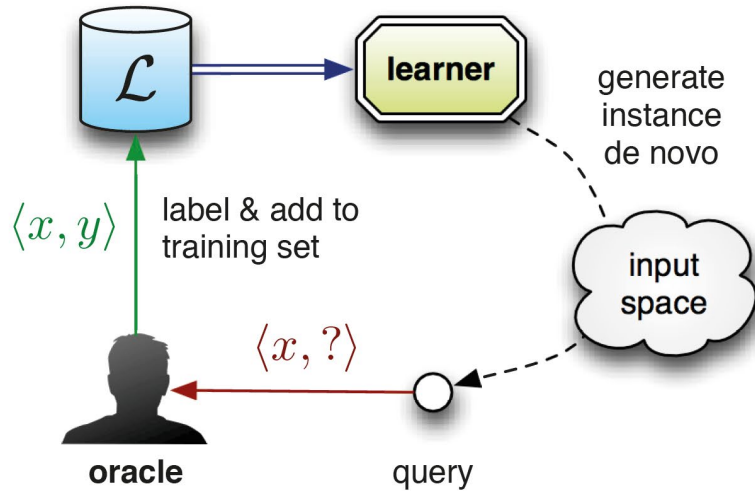 ℒ
learner
generate
instance
de novo
⟨x, y⟩
label & add to
training set
input
space
⟨x, ?⟩
oracle
query